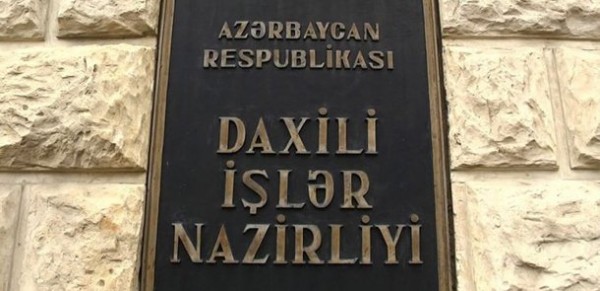 AZƏRBAYCAN
RESPUBLİKASI
DAXİLİ
İŞLƏR
NAZİRLİYİ